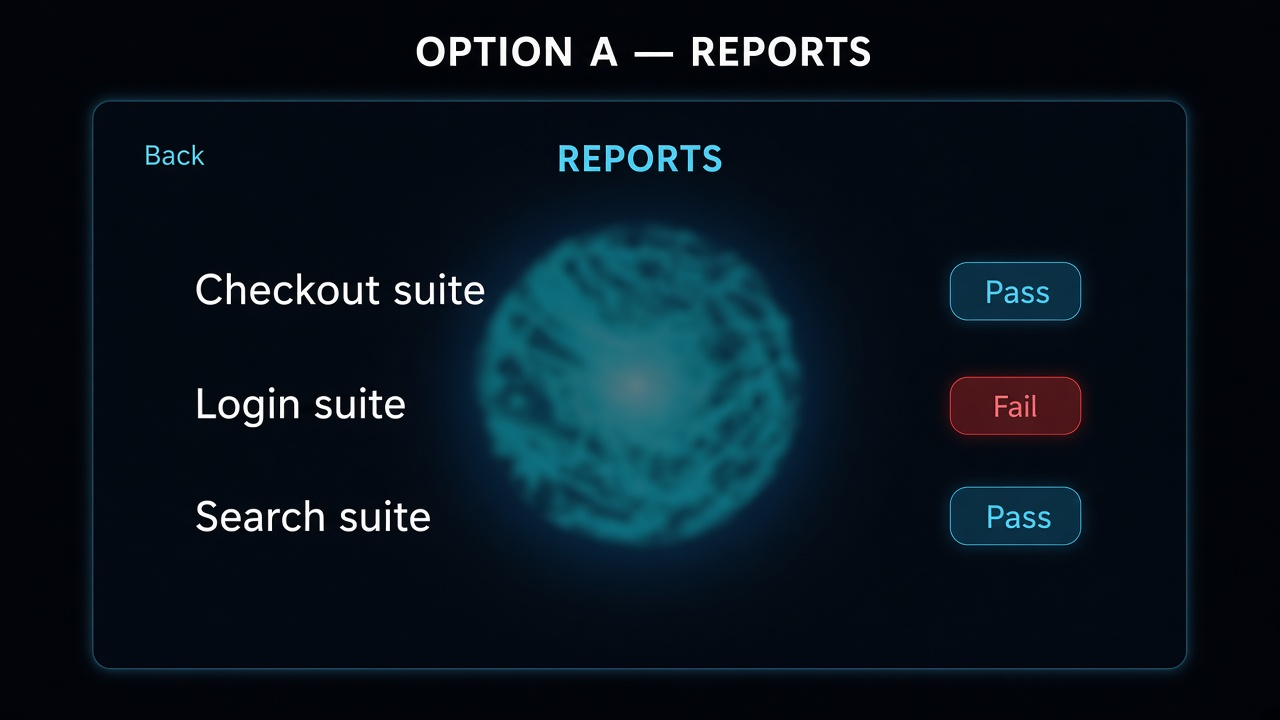 OPTION A — REPORTS
Back
REPORTS
Checkout suite
Pass
Login suite
Fail
Search suite
Pass